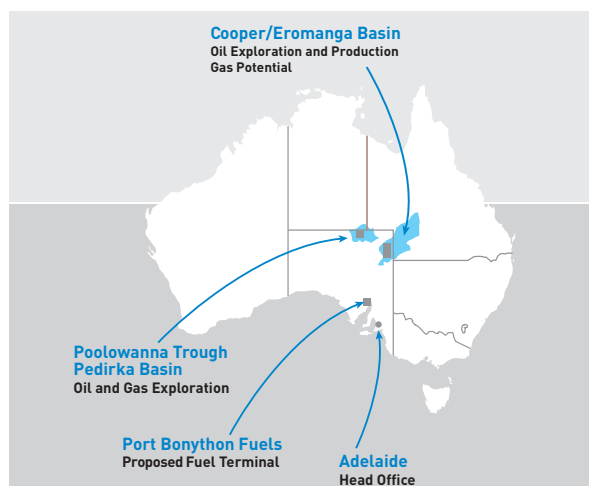 Cooper/Eromanga Basin
Oil Exploration and Production
Gas Potential
Poolowanna Trough
Pedirka Basin
Oil and Gas Exploration
Port Bonython Fuels
Proposed Fuel Terminal
Adelaide
Head Office